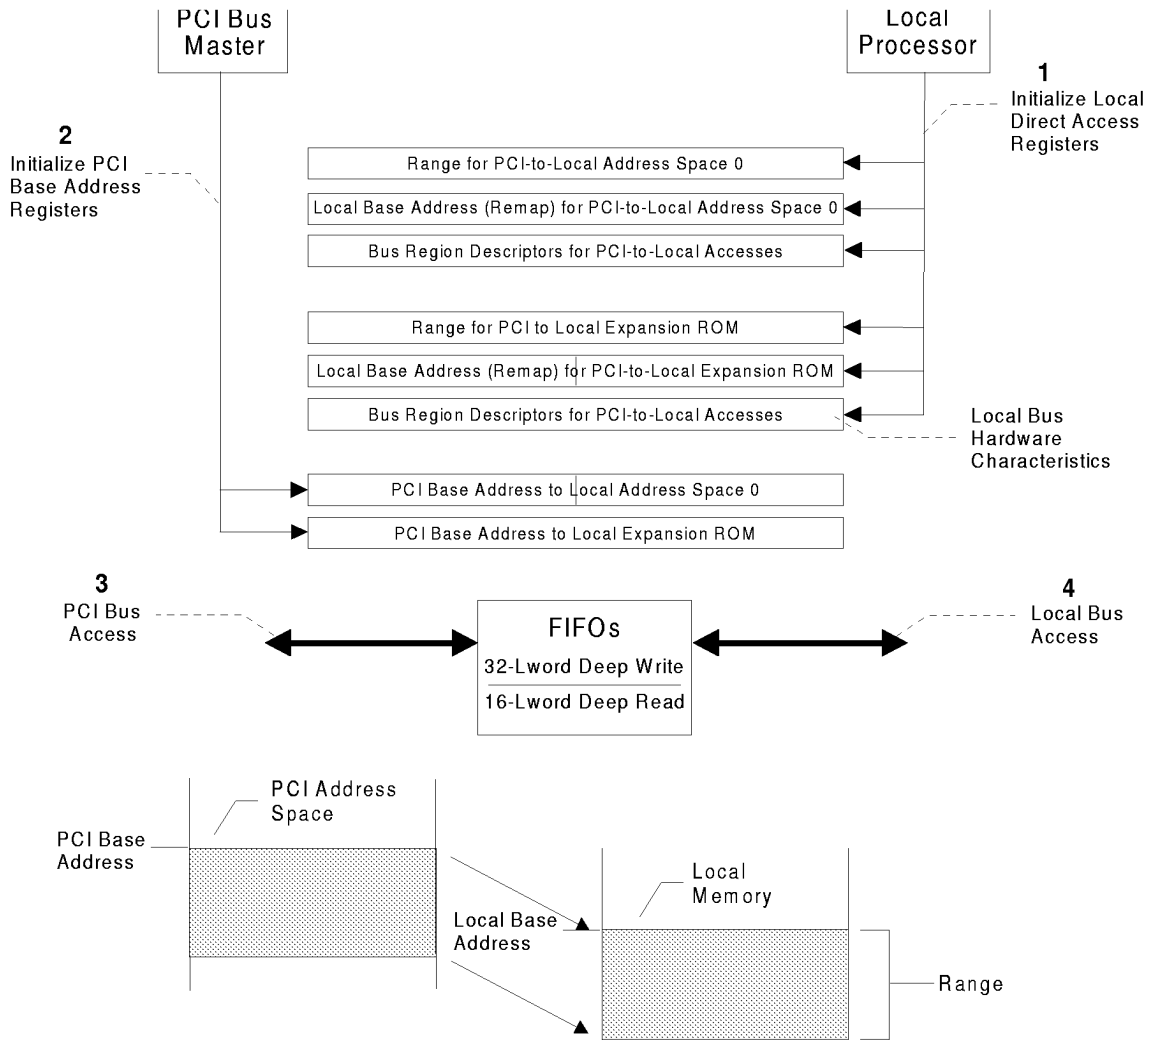 PCI Bus
Master
Local
Processor
1
Initialize Local
Direct Access
Registers
2
Initialize PCI
Base Address
Registers
Range for PCI-to-Local Address Space 0
Local Base Address (Remap) for PCI-to-Local Address Space 0
Bus Region Descriptors for PCI-to-Local Accesses
Range for PCI to Local Expansion ROM
Local Base Address (Remap) for PCI-to-Local Expansion ROM
Bus Region Descriptors for PCI-to-Local Accesses
Local Bus
Hardware
Characteristics
PCI Base Address to Local Address Space 0
PCI Base Address to Local Expansion ROM
3
PCI Bus
Access
FIFOs
32-Lword Deep Write
16-Lword Deep Read
4
Local Bus
Access
PCI Address
Space
PCI Base
Address
Local
Memory
Local Base
Address
Range